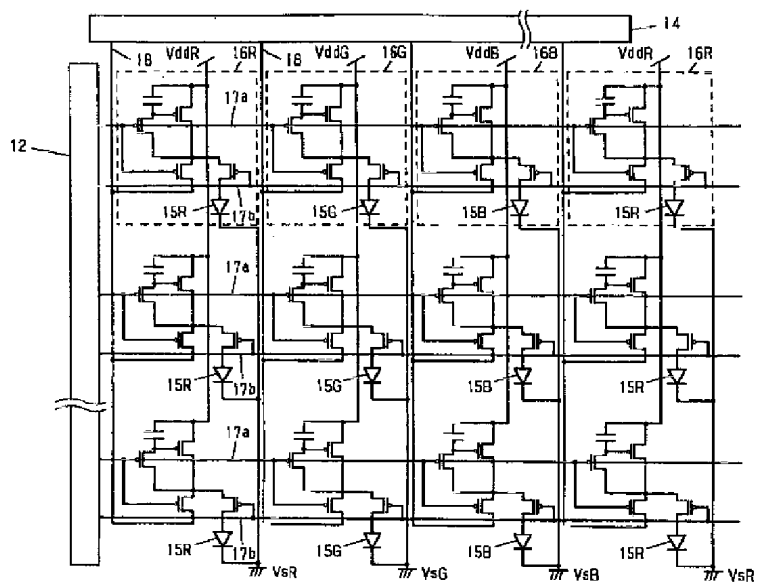 14
18 VddR 16R 18 VddG 16G VddB 16B VddR 16R
17a
12
15R 17b 15G 15B 15R
17a
15R 17b 15G 15B 15R
17a
15R 17b 15G 15B 15R
VsR VsG VsB VsR